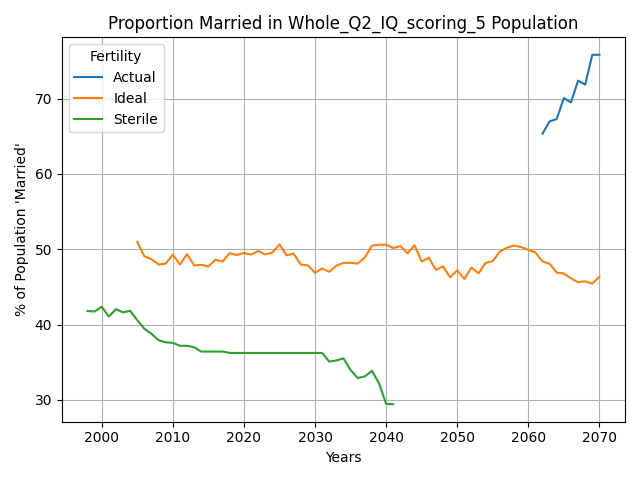 Proportion Married in Whole_Q2_IQ_scoring_5 Population
Fertility
Actual
Ideal
Sterile
% of Population 'Married'
70
60
50
40
30
2000 2010 2020 2030 2040 2050 2060 2070
Years